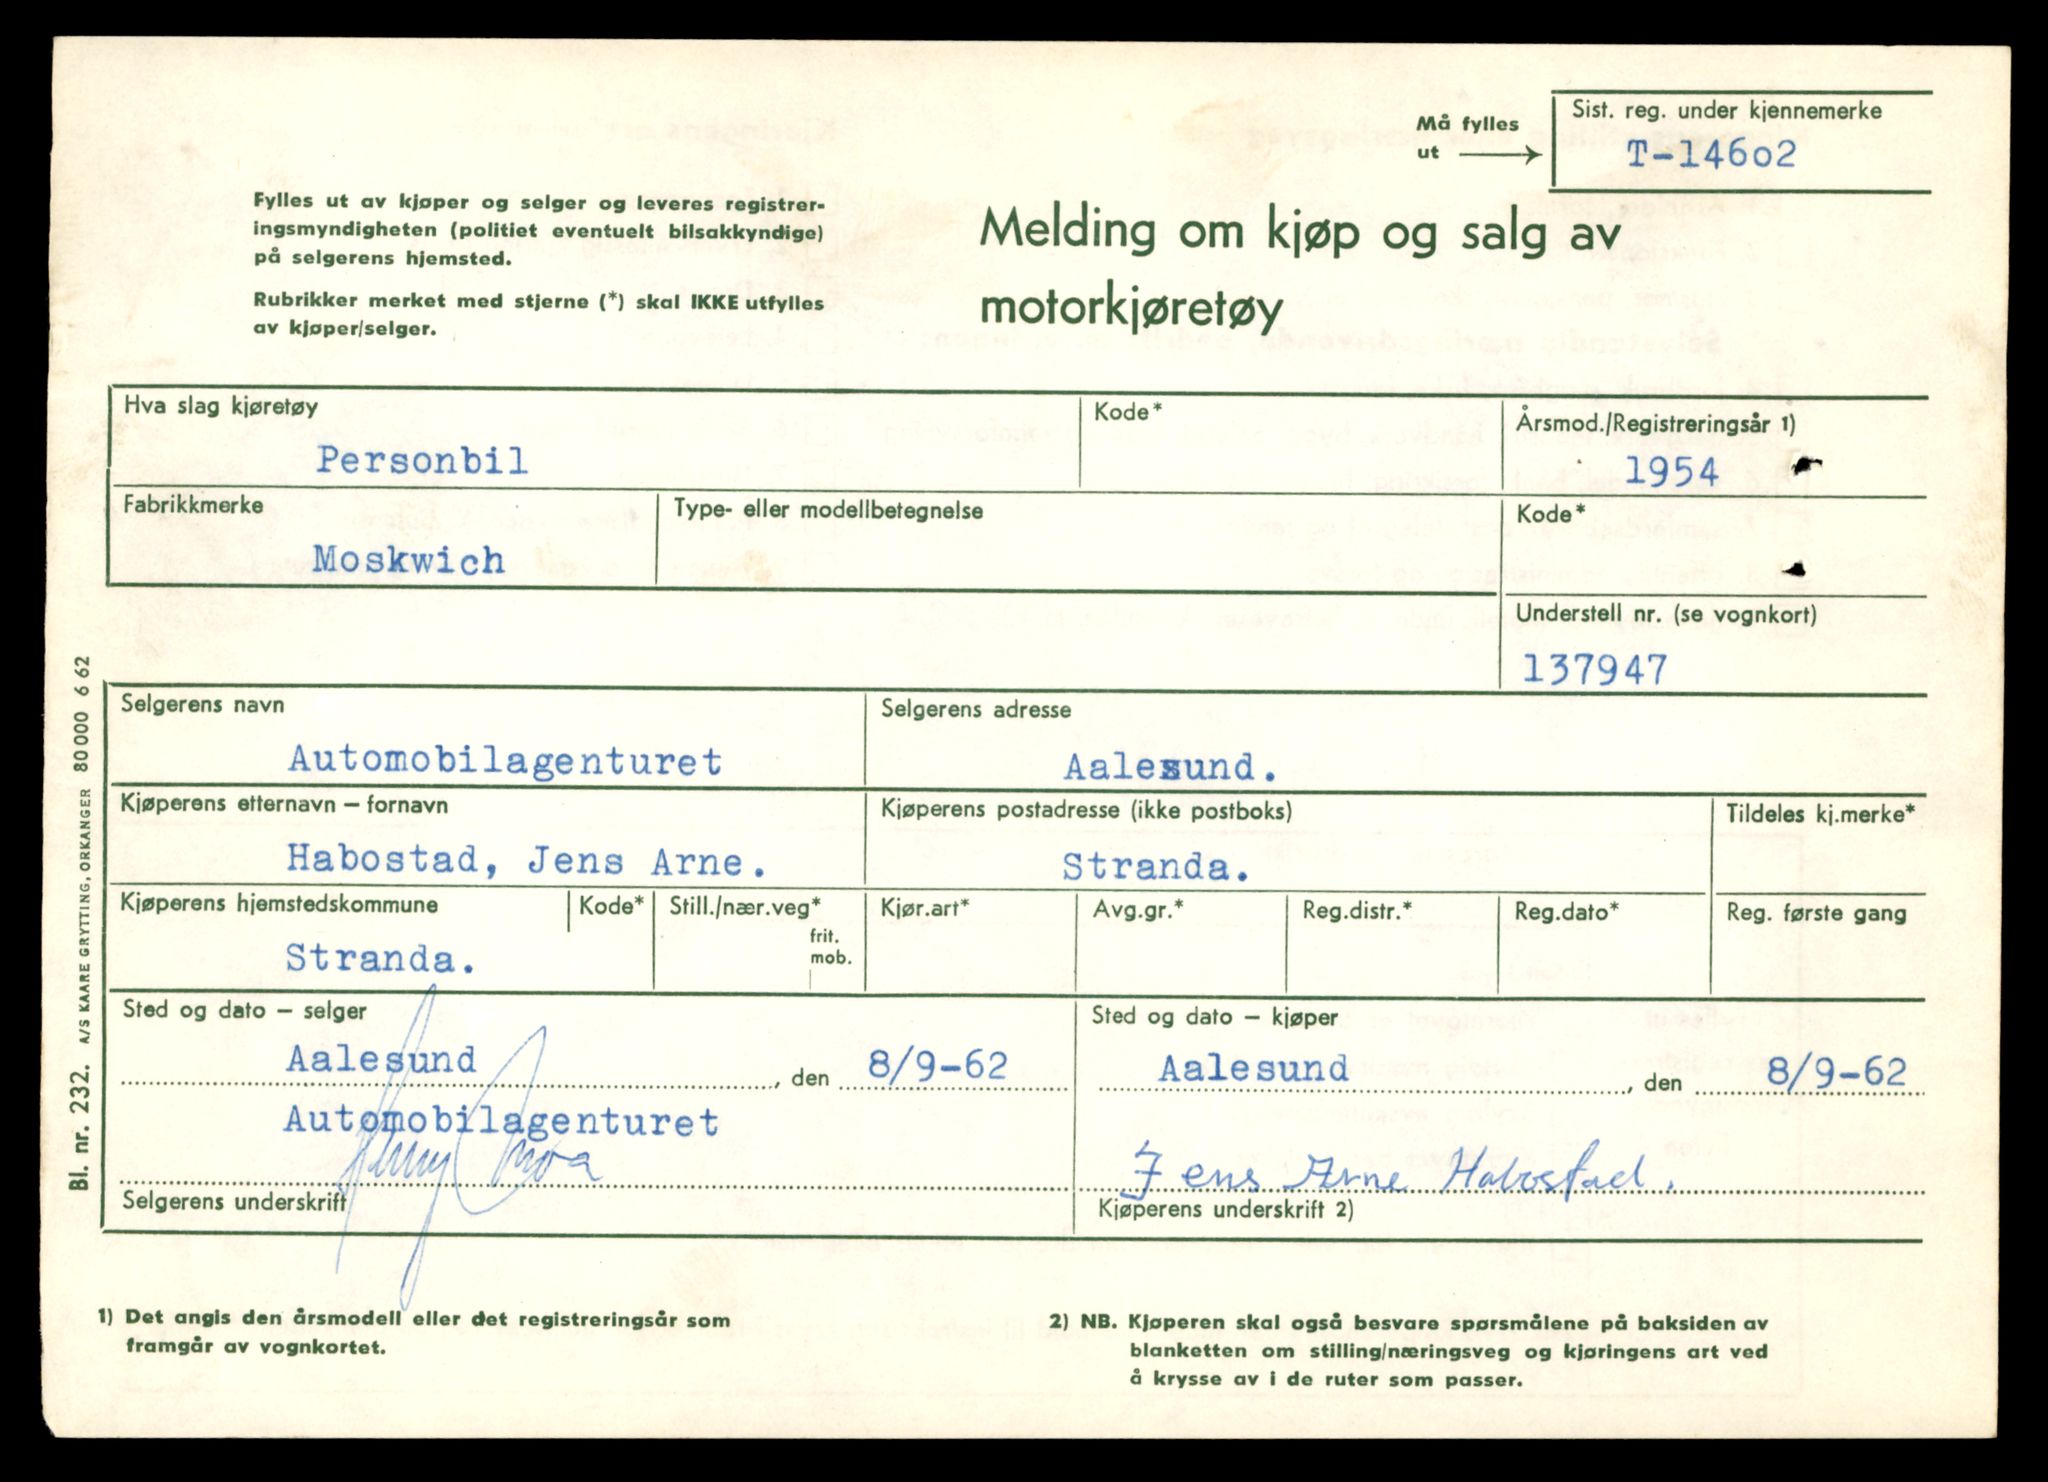 Må fylles
ut
Sist. reg. under kjennemerke
T-146o2
Fylles ut av kjøper og selger og leveres registrer-
ingsmyndigheten (politiet eventuelt bilsakkyndige)
på selgerens hjemsted.
Rubrikker merket med stjerne (*) skal IKKE utfylles
av kjøper/selger.
Melding om kjøp og salg av
motorkjøretøy
Hva slag kjøretøy
Personbil
Kode*
Årsmod./Registreringsår 1)
1954
Fabrikkmerke
Moskwich
Type- eller modellbetegnelse
Kode*
Understell nr. (se vognkort)
137947
Selgerens navn
Automobilagenturet
Selgerens adresse
Aalesund.
Kjøperens etternavn – fornavn
Habostad, Jens Arne.
Kjøperens postadresse (ikke postboks)
Stranda.
Tildeles kj.merke*
Kjøperens hjemstedskommune
Stranda.
Kode*
Still./nær.veg*
frit.
mob.
Kjør.art*
Avg.gr.*
Reg.distr.*
Reg.dato*
Reg. første gang
Sted og dato – selger
Aalesund, den 8/9-62
Automobilagenturet
Selgerens underskrift
Sted og dato – kjøper
Aalesund, den 8/9-62
Jens Arne Habostad.
Kjøperens underskrift 2)
1) Det angis den årsmodell eller det registreringsår som
framgår av vognkortet.
2) NB. Kjøperen skal også besvare spørsmålene på baksiden av
blanketten om stilling/næringsveg og kjøringens art ved
å krysse av i de ruter som passer.
Bl. nr. 232. A/S KAARE GRYTTING, ORKANGER 80 000 6 62